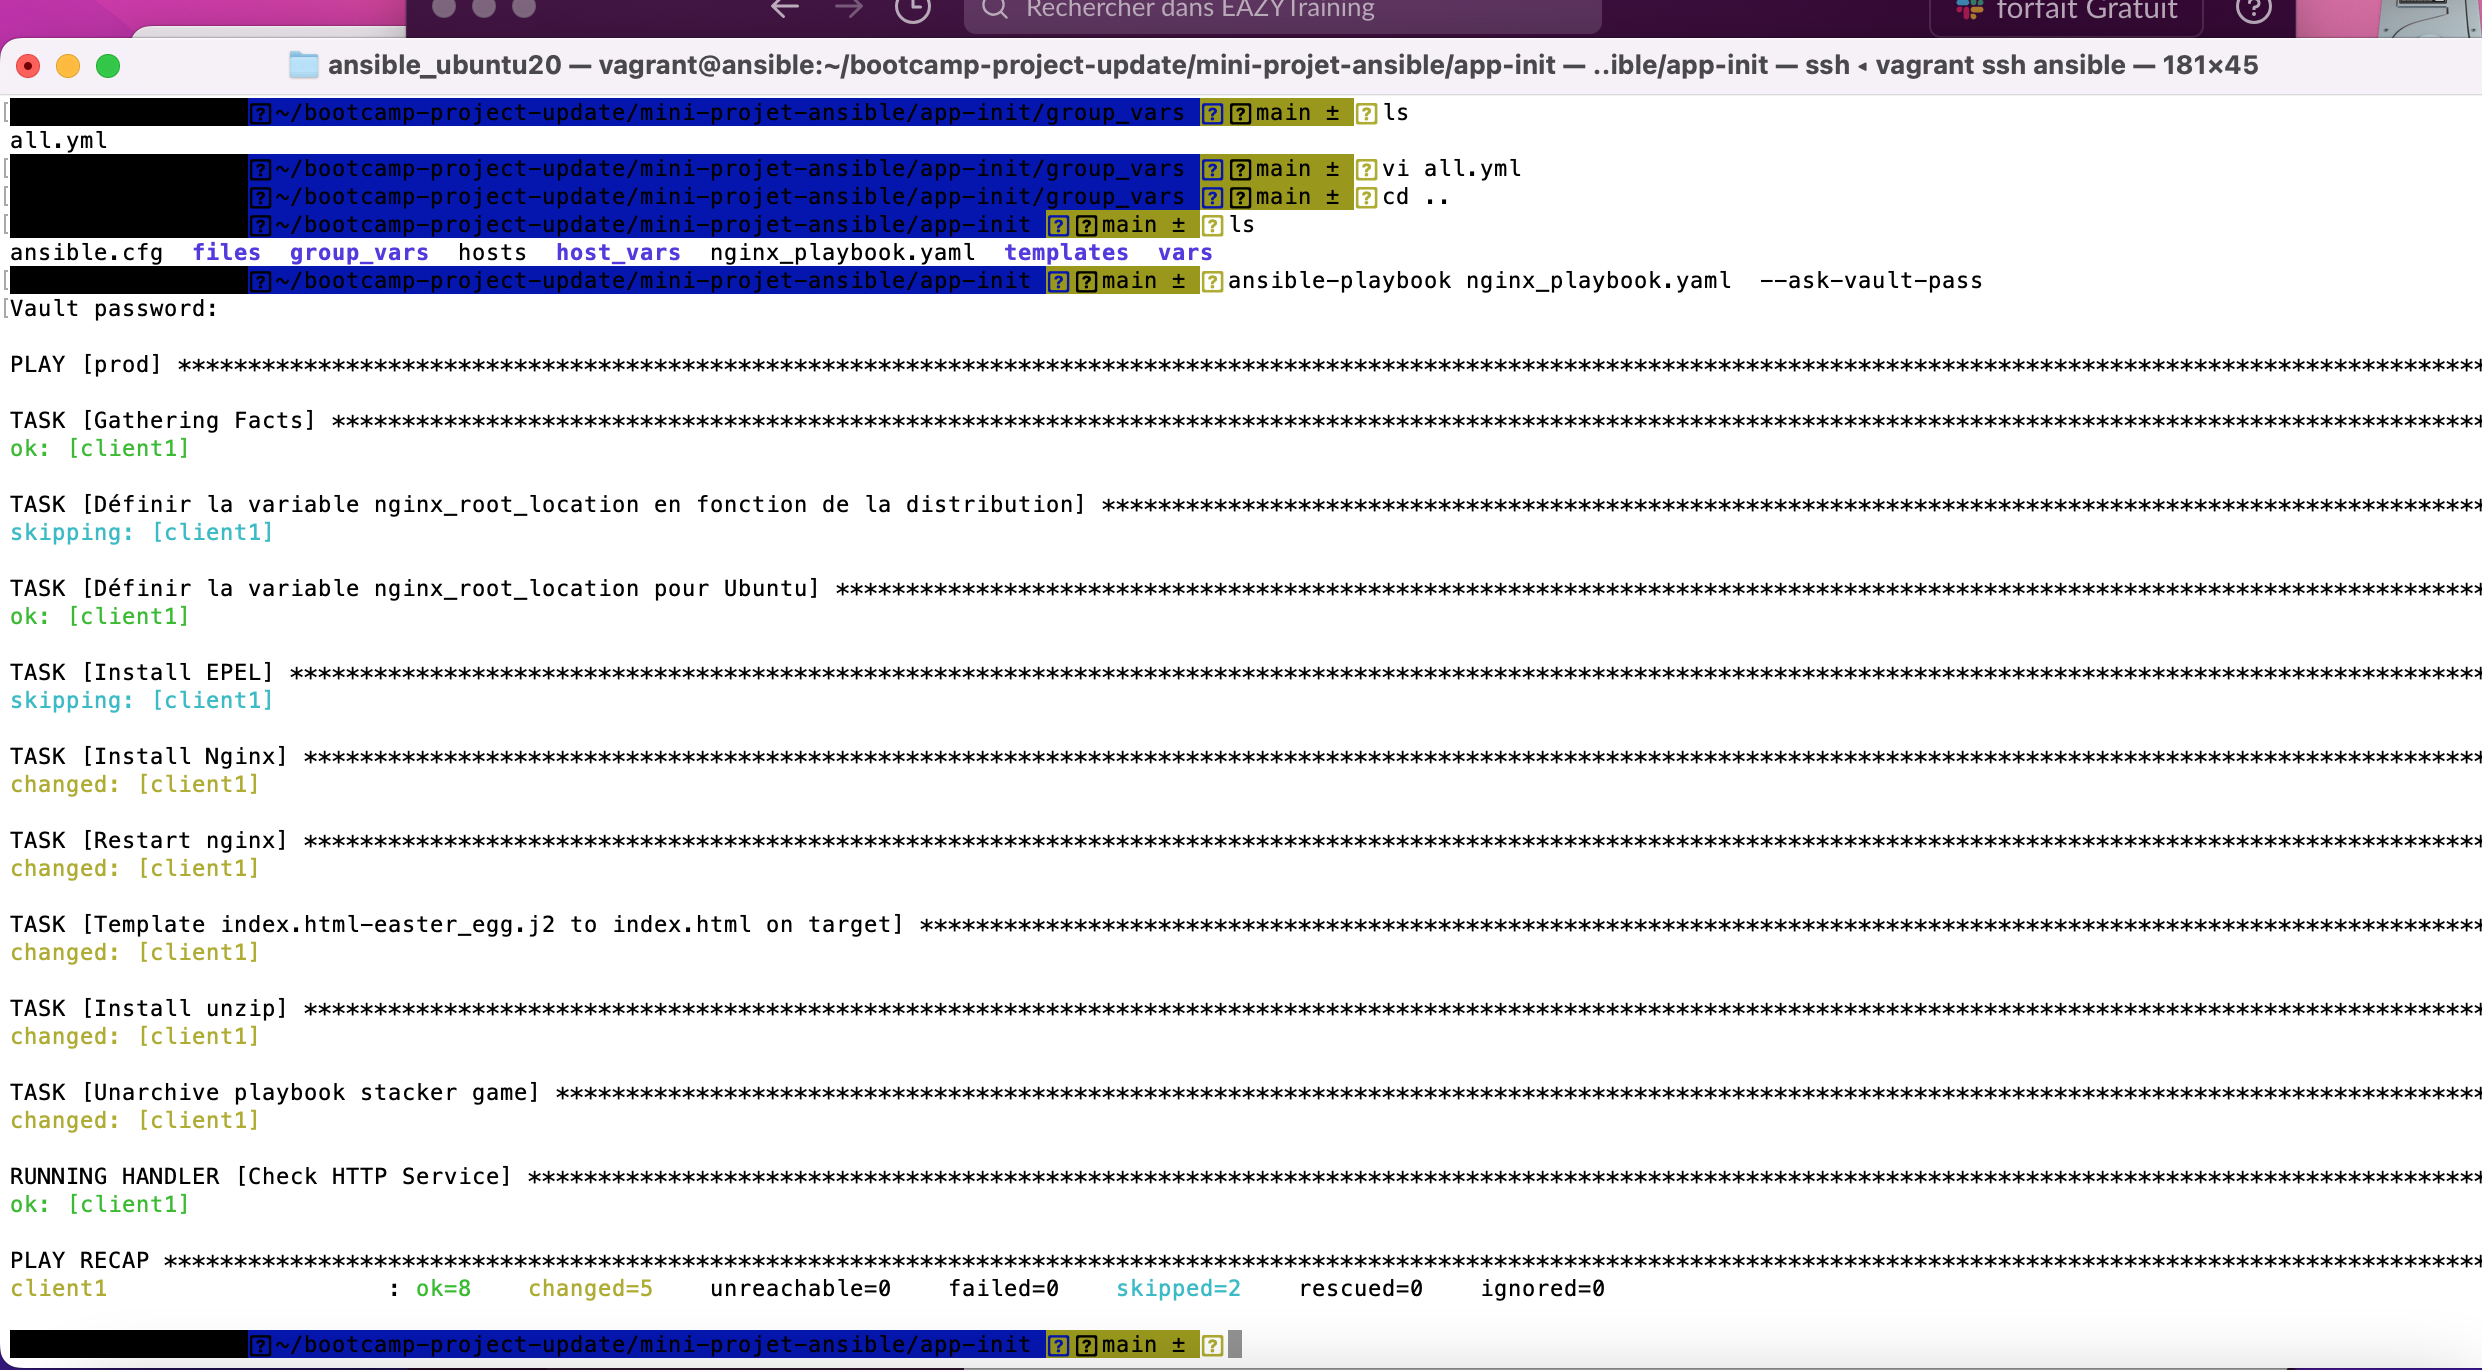 Rechercher dans EAZYTraining
forfait Gratuit
ansible_ubuntu20 — vagrant@ansible:~/bootcamp-project-update/mini-projet-ansible/app-init — ..ible/app-init — ssh ◂ vagrant ssh ansible — 181×45
~/bootcamp-project-update/mini-projet-ansible/app-init/group_vars main ± ls
all.yml
~/bootcamp-project-update/mini-projet-ansible/app-init/group_vars main ± vi all.yml
~/bootcamp-project-update/mini-projet-ansible/app-init/group_vars main ± cd ..
~/bootcamp-project-update/mini-projet-ansible/app-init main ± ls
ansible.cfg files group_vars hosts host_vars nginx_playbook.yaml templates vars
~/bootcamp-project-update/mini-projet-ansible/app-init main ± ansible-playbook nginx_playbook.yaml --ask-vault-pass
Vault password:
PLAY [prod] ****
TASK [Gathering Facts] ****
ok: [client1]
TASK [Définir la variable nginx_root_location en fonction de la distribution] ****
skipping: [client1]
TASK [Définir la variable nginx_root_location pour Ubuntu] ****
ok: [client1]
TASK [Install EPEL] ****
skipping: [client1]
TASK [Install Nginx] ****
changed: [client1]
TASK [Restart nginx] ****
changed: [client1]
TASK [Template index.html-easter_egg.j2 to index.html on target] ****
changed: [client1]
TASK [Install unzip] ****
changed: [client1]
TASK [Unarchive playbook stacker game] ****
changed: [client1]
RUNNING HANDLER [Check HTTP Service] ****
ok: [client1]
PLAY RECAP ****
client1 : ok=8 changed=5 unreachable=0 failed=0 skipped=2 rescued=0 ignored=0
~/bootcamp-project-update/mini-projet-ansible/app-init main ±